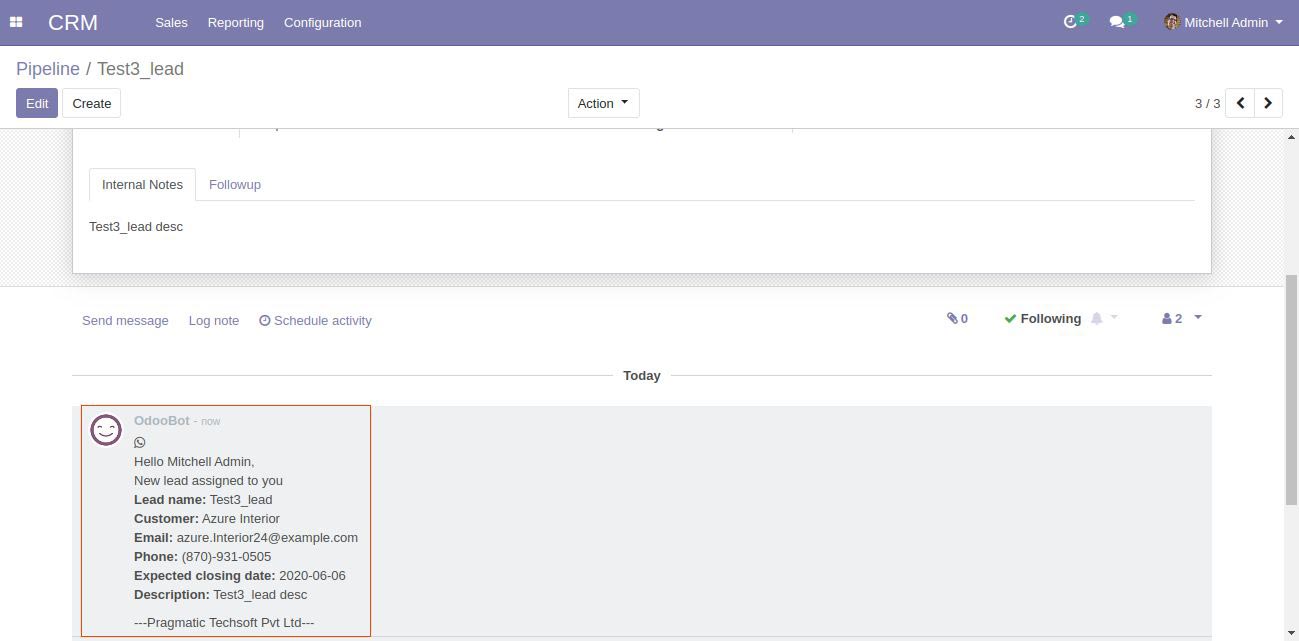 CRM Sales Reporting Configuration 2 1 Mitchell Admin
Pipeline / Test3_lead
Edit Create Action 3 / 3
Internal Notes Followup
Test3_lead desc
Send message Log note Schedule activity 0 Following 2
Today
OdooBot - now
Hello Mitchell Admin,
New lead assigned to you
Lead name: Test3_lead
Customer: Azure Interior
Email: azure.Interior24@example.com
Phone: (870)-931-0505
Expected closing date: 2020-06-06
Description: Test3_lead desc
---Pragmatic Techsoft Pvt Ltd---